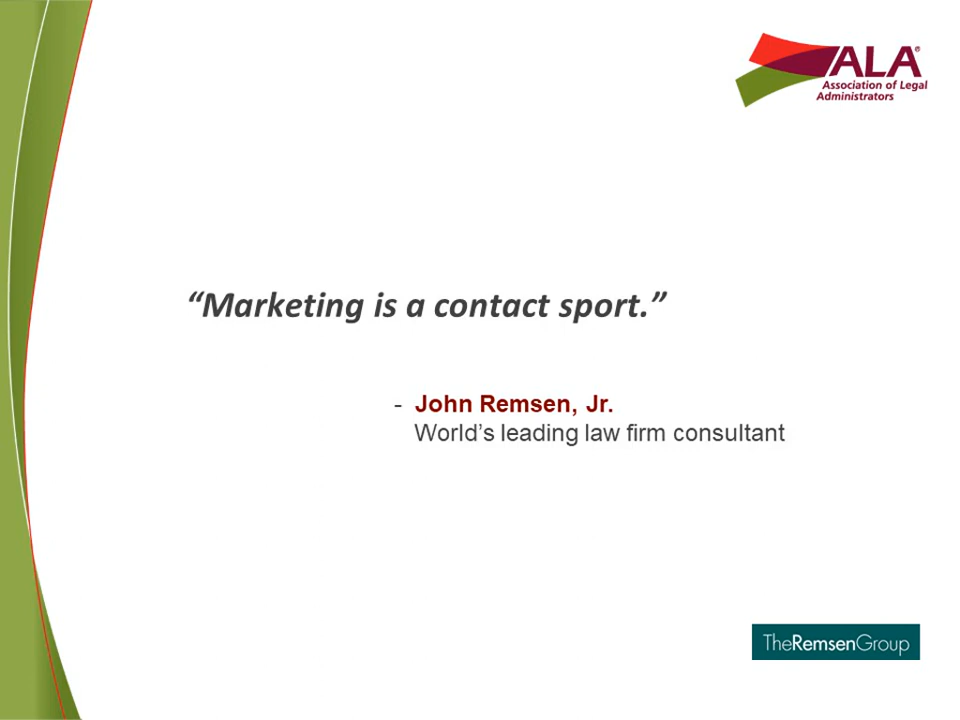 ALA®
Association of Legal
Administrators
“Marketing is a contact sport.”
- John Remsen, Jr.
World’s leading law firm consultant
TheRemsenGroup